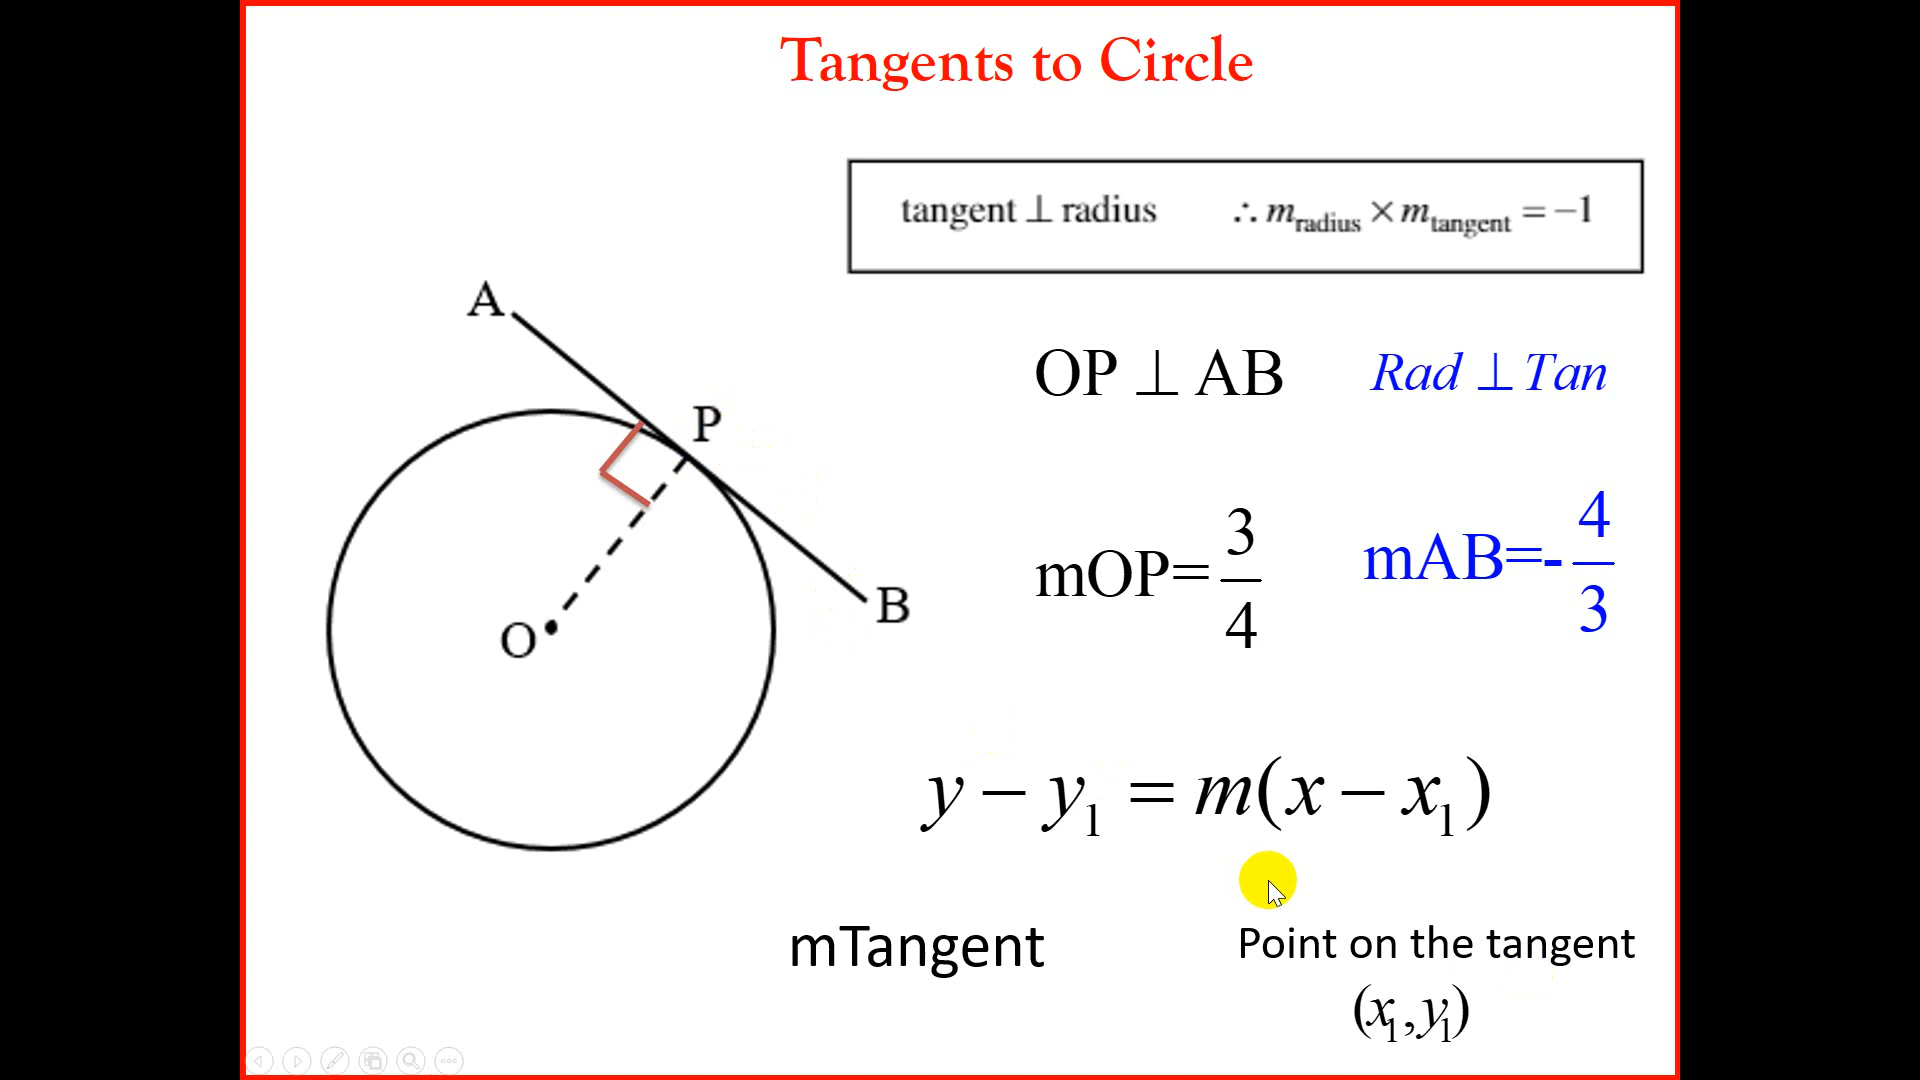 Tangents to Circle
tangent ⊥ radius ∴ m_radius × m_tangent = −1
A
P
O
B
OP ⊥ AB Rad ⊥ Tan
mOP=3/4 mAB=-4/3
y − y₁ = m(x − x₁)
mTangent
Point on the tangent
(x₁, y₁)